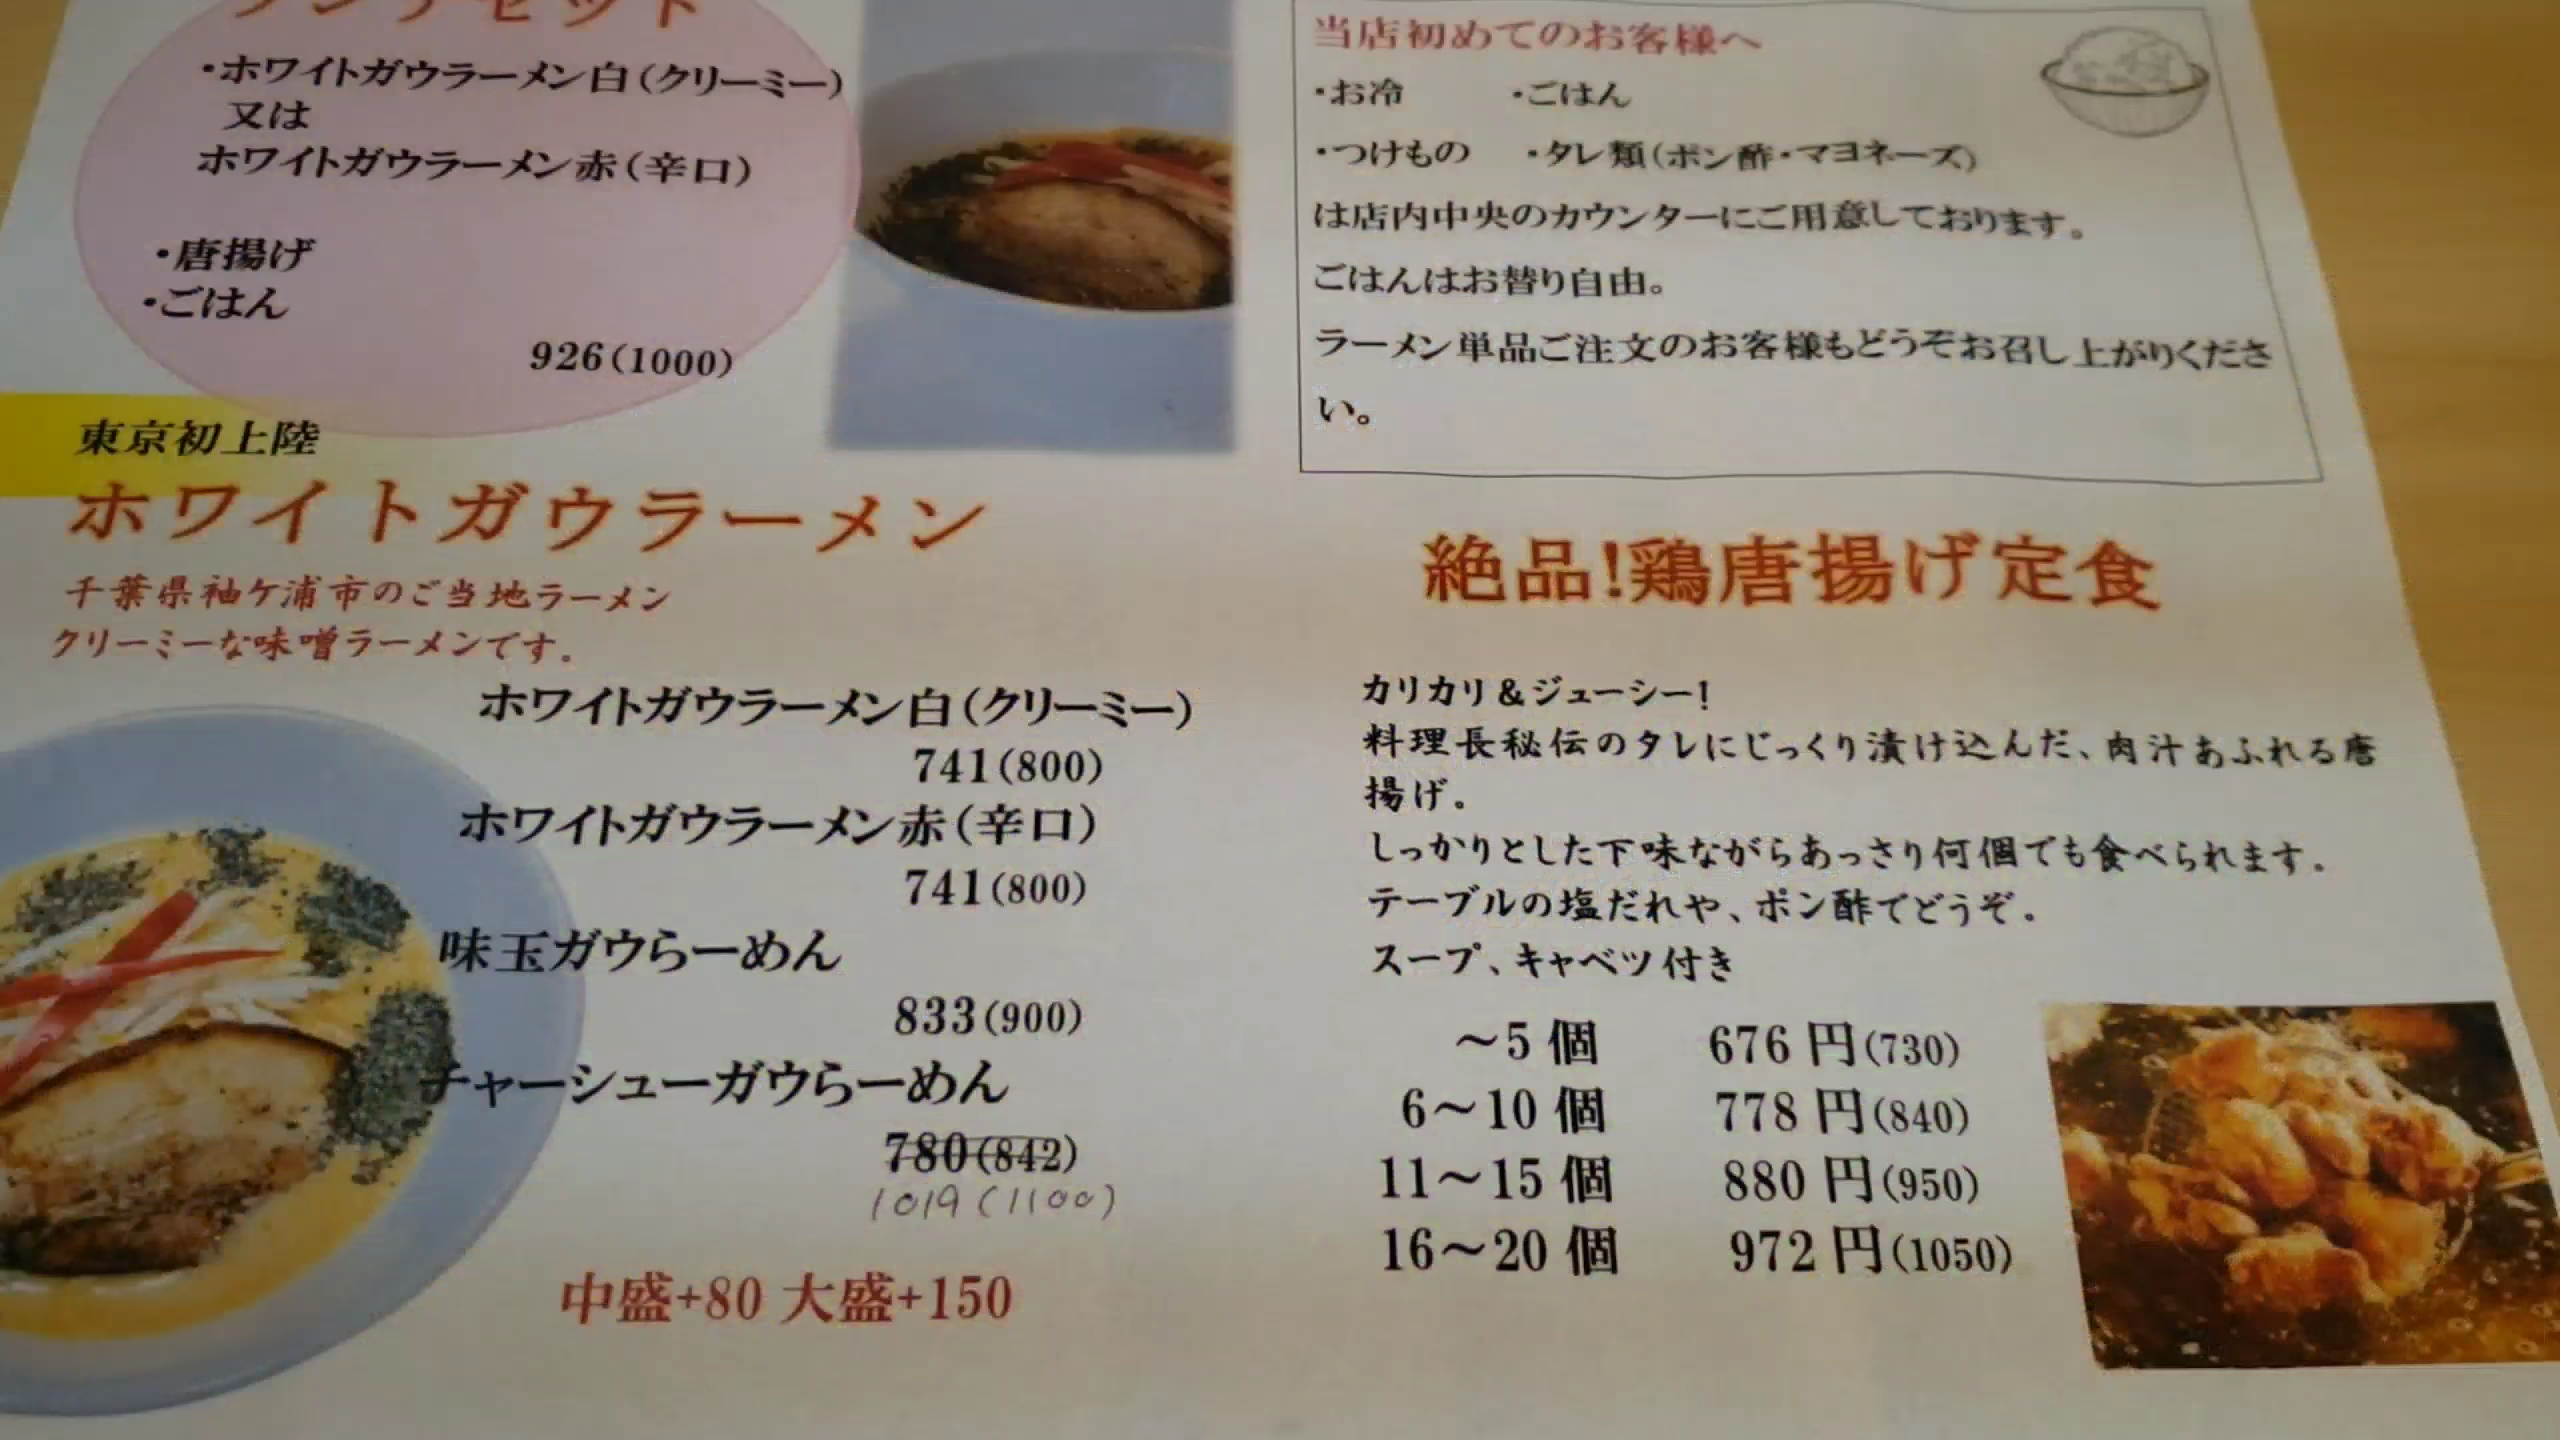 ランチセット
・ホワイトガウラーメン白(クリーミー)
又は
ホワイトガウラーメン赤(辛口)
・唐揚げ
・ごはん
926(1000)
東京初上陸
ホワイトガウラーメン
千葉県袖ケ浦市のご当地ラーメン
クリーミーな味噌ラーメンです。
ホワイトガウラーメン白(クリーミー)
741(800)
ホワイトガウラーメン赤(辛口)
741(800)
味玉ガウらーめん
833(900)
チャーシューガウらーめん
780(842)
1019(1100)
中盛+80 大盛+150
当店初めてのお客様へ
・お冷 ・ごはん
・つけもの ・タレ類(ポン酢・マヨネーズ)
は店内中央のカウンターにご用意しております。
ごはんはお替り自由。
ラーメン単品ご注文のお客様もどうぞお召し上がりくださ
い。
絶品!鶏唐揚げ定食
カリカリ&ジューシー!
料理長秘伝のタレにじっくり漬け込んだ、肉汁あふれる唐
揚げ。
しっかりとした下味ながらあっさり何個でも食べられます。
テーブルの塩だれや、ポン酢でどうぞ。
スープ、キャベツ付き
～5 個 676 円(730)
6～10 個 778 円(840)
11～15 個 880 円(950)
16～20 個 972 円(1050)